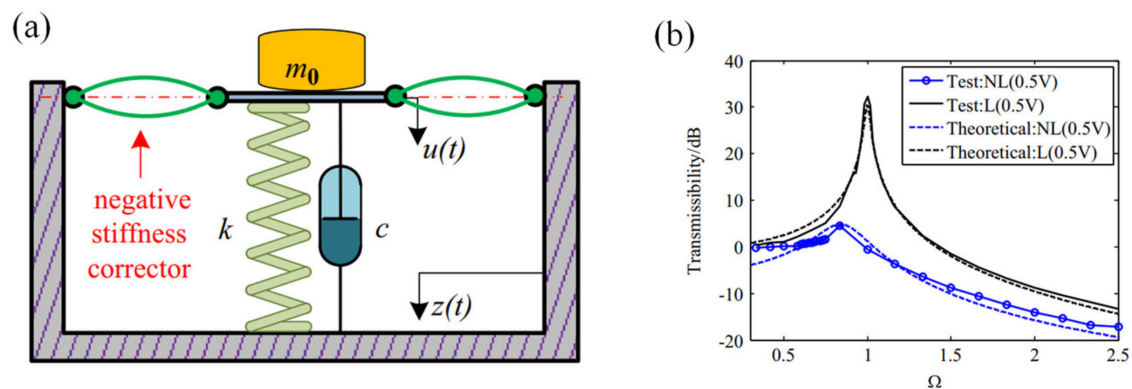 (a)
m0
u(t)
negative
stiffness
corrector
k
c
z(t)
(b)
Transmissibility/dB
40
30
20
10
0
-10
-20
Test:NL(0.5V)
Test:L(0.5V)
Theoretical:NL(0.5V)
Theoretical:L(0.5V)
0.5
1
1.5
2
2.5
Ω